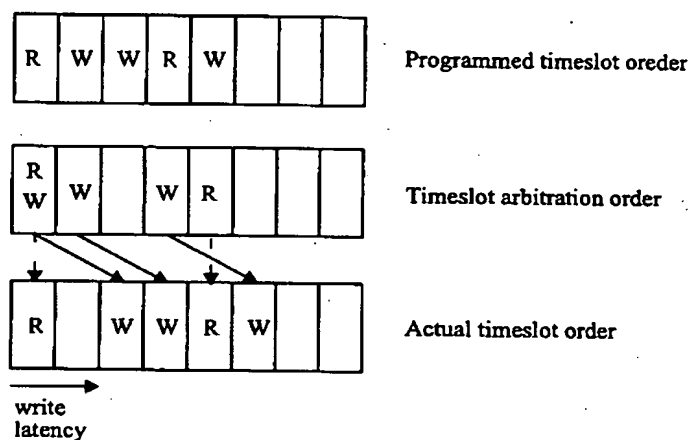 R W W R W
Programmed timeslot oreder
R
W W W R
Timeslot arbitration order
R W W R W
Actual timeslot order
write
latency